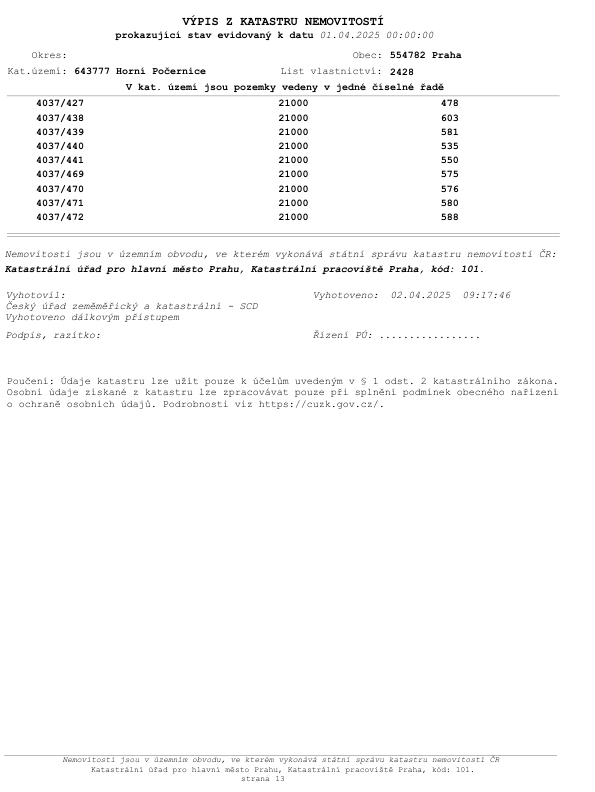 VÝPIS Z KATASTRU NEMOVITOSTÍ
prokazující stav evidovaný k datu 01.04.2025 00:00:00
Okres: Obec: 554782 Praha
Kat.území: 643777 Horní Počernice List vlastnictví: 2428
V kat. území jsou pozemky vedeny v jedné číselné řadě
4037/427 21000 478
4037/438 21000 603
4037/439 21000 581
4037/440 21000 535
4037/441 21000 550
4037/469 21000 575
4037/470 21000 576
4037/471 21000 580
4037/472 21000 588
Nemovitosti jsou v územním obvodu, ve kterém vykonává státní správu katastru nemovitostí ČR:
Katastrální úřad pro hlavní město Prahu, Katastrální pracoviště Praha, kód: 101.
Vyhotovil: Vyhotoveno: 02.04.2025 09:17:46
Český úřad zeměměřický a katastrální - SCD
Vyhotoveno dálkovým přístupem
Podpis, razítko: Řízení PÚ: .................
Poučení: Údaje katastru lze užít pouze k účelům uvedeným v § 1 odst. 2 katastrálního zákona.
Osobní údaje získané z katastru lze zpracovávat pouze při splnění podmínek obecného nařízení
o ochraně osobních údajů. Podrobnosti viz https://cuzk.gov.cz/.
Nemovitosti jsou v územním obvodu, ve kterém vykonává státní správu katastru nemovitostí ČR
Katastrální úřad pro hlavní město Prahu, Katastrální pracoviště Praha, kód: 101.
strana 13